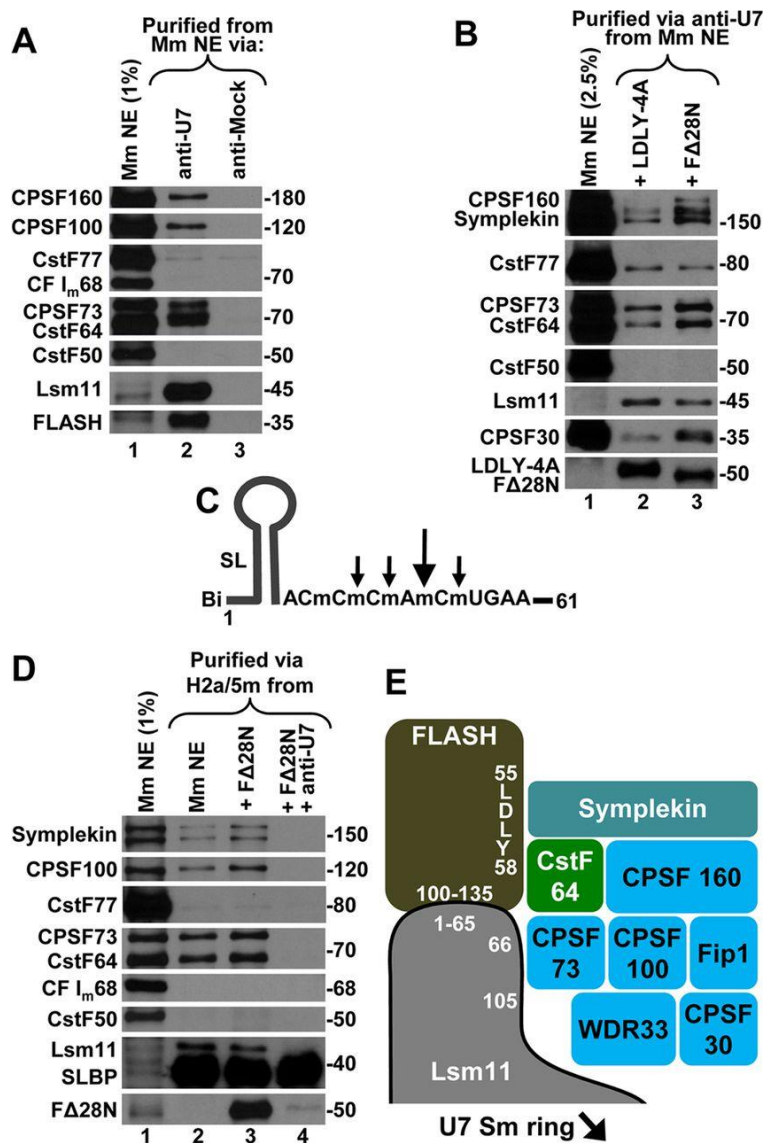 A
Purified from
Mm NE via:
Mm NE (1%)
anti-U7
anti-Mock
CPSF160
-180
CPSF100
-120
CstF77
CF Im68
-70
CPSF73
-70
CstF64
CstF50
-50
Lsm11
-45
FLASH
-35
1 2 3
B
Purified via anti-U7
from Mm NE
Mm NE (2.5%)
+ LDLY-4A
+ FΔ28N
CPSF160
Symplekin
-150
CstF77
-80
CPSF73
-70
CstF64
CstF50
-50
Lsm11
-45
CPSF30
-35
LDLY-4A
-50
FΔ28N
1 2 3
C
SL
Bi
1
ACmCmCmAmCmUGAA
61
D
Purified via
H2a/5m from
Mm NE (1%)
Mm NE
+ FΔ28N
+ FΔ28N
+ anti-U7
Symplekin
-150
CPSF100
-120
CstF77
-80
CPSF73
-70
CstF64
CF Im68
-68
CstF50
-50
Lsm11
-40
SLBP
FΔ28N
-50
1 2 3 4
E
FLASH
55
L
D
L
Y
58
100-135
1-65
66
105
Lsm11
Symplekin
CstF
64
CPSF 160
CPSF
73
CPSF
100
Fip1
WDR33
CPSF
30
U7 Sm ring